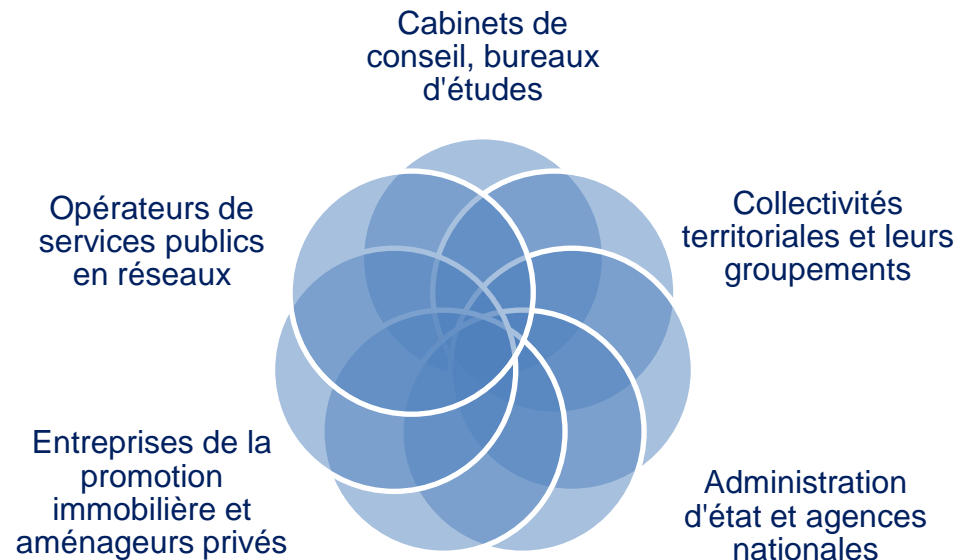 Cabinets de
conseil, bureaux
d'études
Opérateurs de
services publics
en réseaux
Collectivités
territoriales et leurs
groupements
Entreprises de la
promotion
immobilière et
aménageurs privés
Administration
d'état et agences
nationales